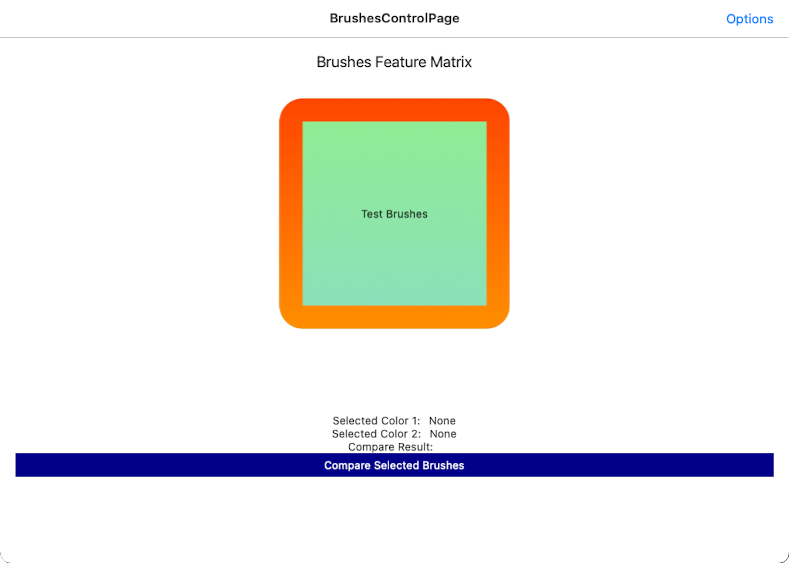 BrushesControlPage
Options
Brushes Feature Matrix
Test Brushes
Selected Color 1: None
Selected Color 2: None
Compare Result:
Compare Selected Brushes